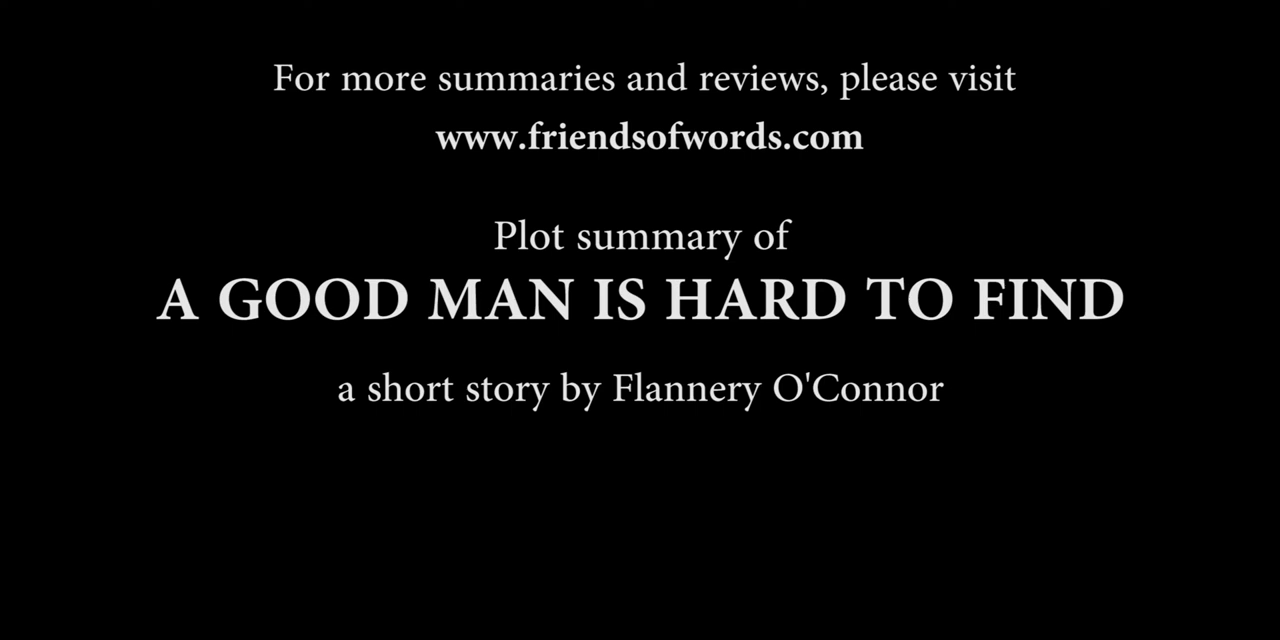 For more summaries and reviews, please visit
www.friendsofwords.com
Plot summary of
A GOOD MAN IS HARD TO FIND
a short story by Flannery O'Connor